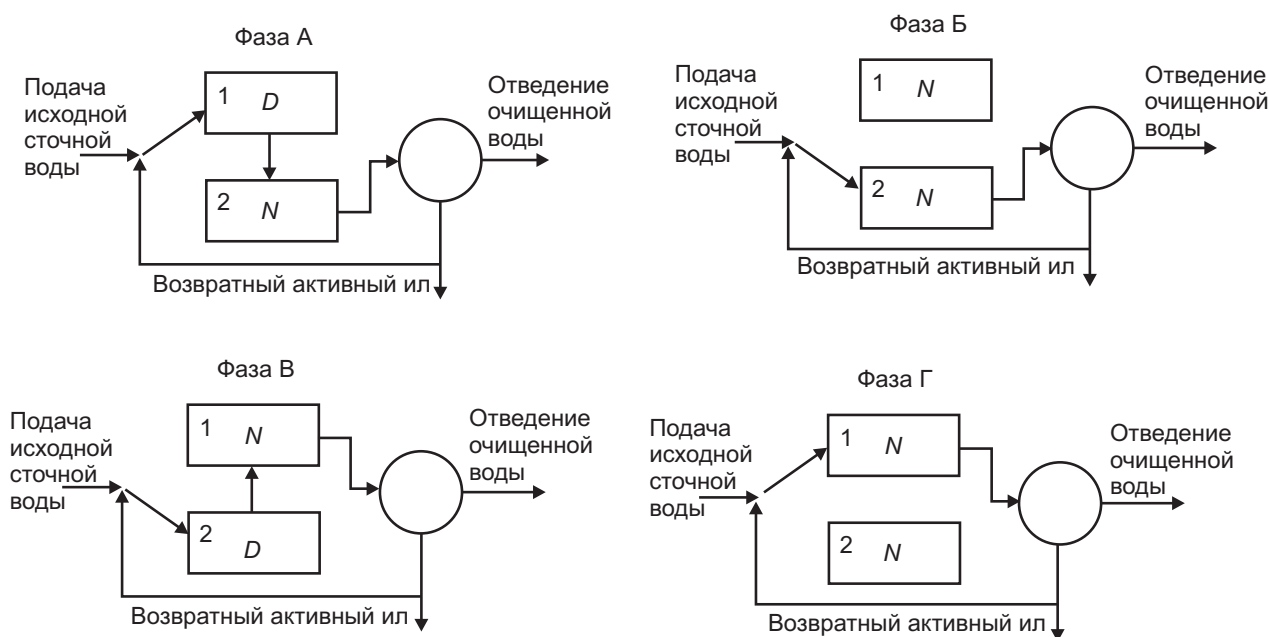 Фаза А
Подача
исходной
сточной
воды
1 D
2 N
Отведение
очищенной
воды
Возвратный активный ил
Фаза Б
Подача
исходной
сточной
воды
1 N
2 N
Отведение
очищенной
воды
Возвратный активный ил
Фаза В
Подача
исходной
сточной
воды
1 N
2 D
Отведение
очищенной
воды
Возвратный активный ил
Фаза Г
Подача
исходной
сточной
воды
1 N
2 N
Отведение
очищенной
воды
Возвратный активный ил